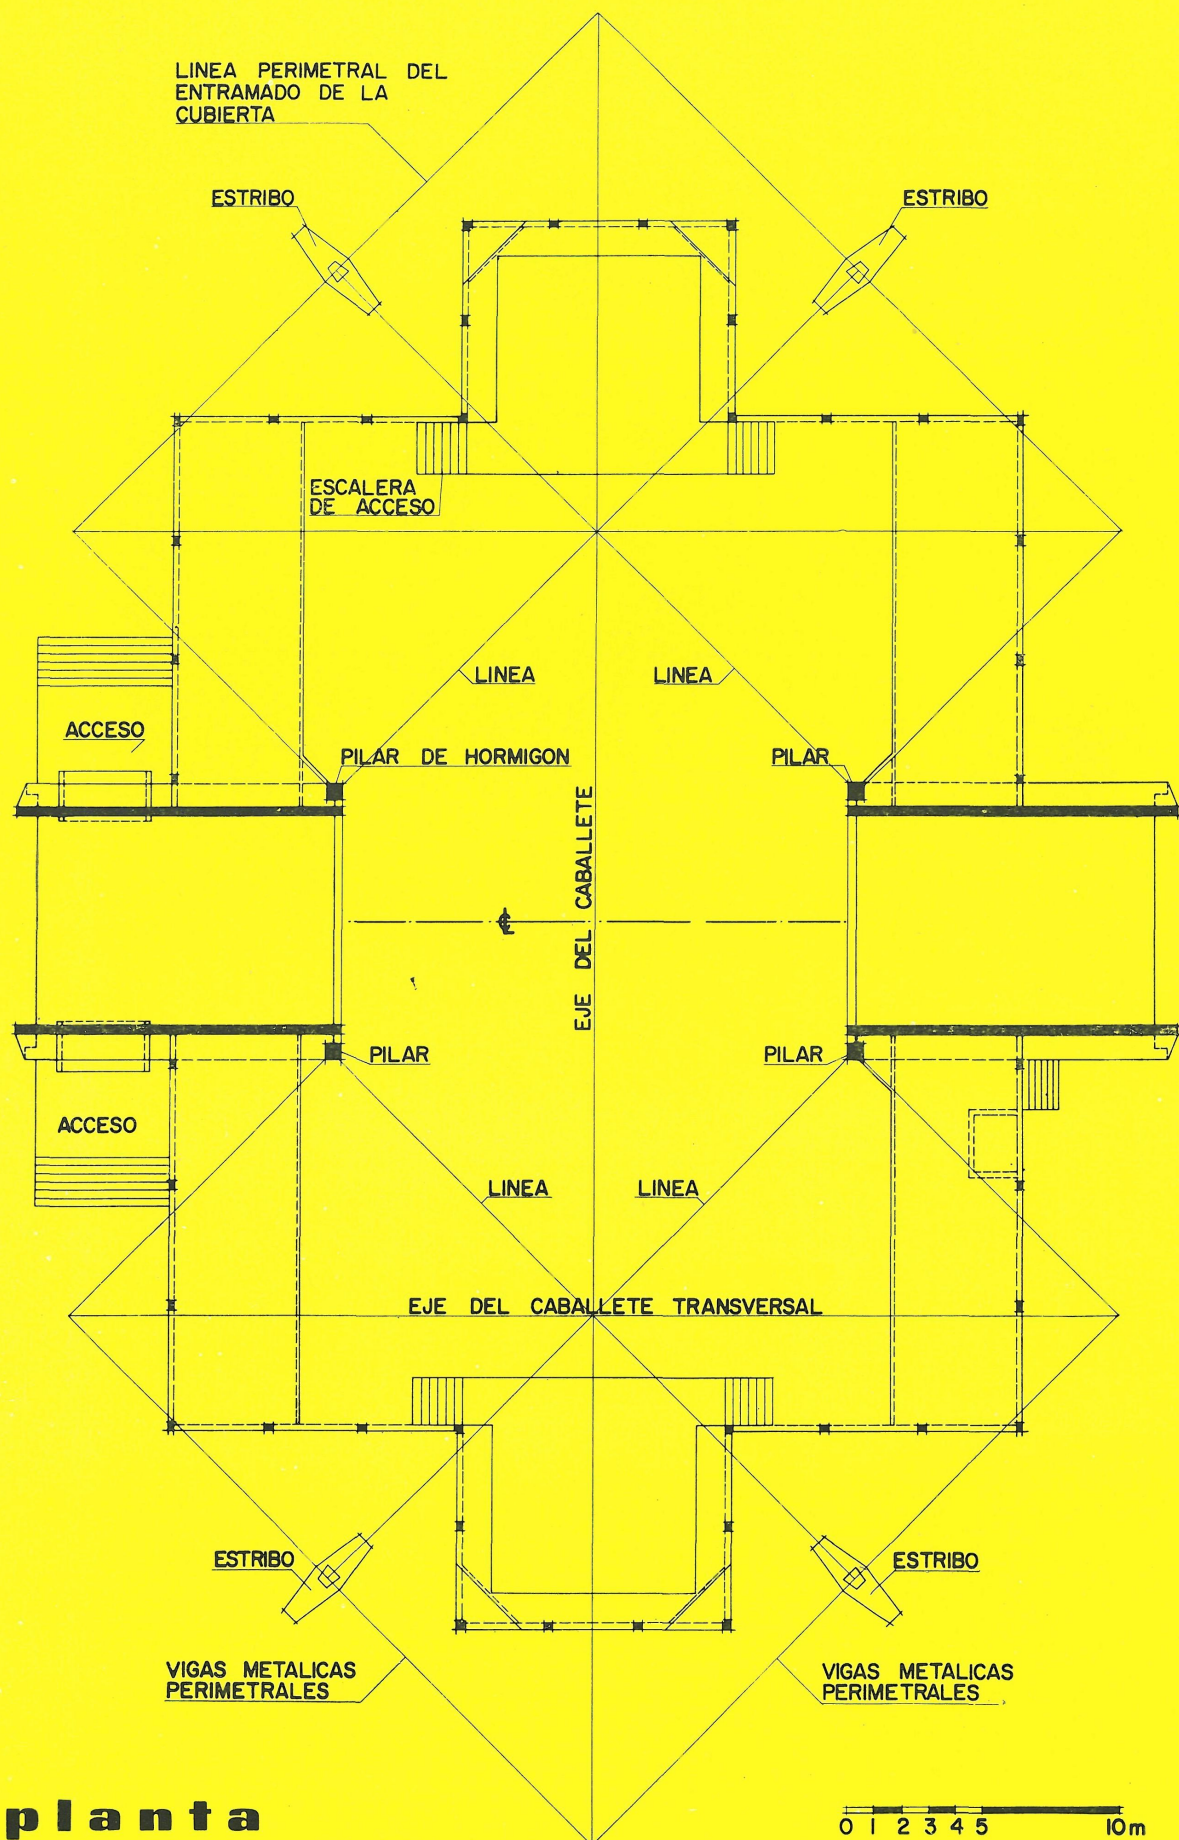 LINEA PERIMETRAL DEL
ENTRAMADO DE LA
CUBIERTA
ESTRIBO
ESTRIBO
ESCALERA
DE ACCESO
LINEA
LINEA
ACCESO
PILAR DE HORMIGON
PILAR
EJE DEL CABALLETE
PILAR
PILAR
ACCESO
LINEA
LINEA
EJE DEL CABALLETE TRANSVERSAL
ESTRIBO
ESTRIBO
VIGAS METALICAS
PERIMETRALES
VIGAS METALICAS
PERIMETRALES
planta
0 1 2 3 4 5 10m